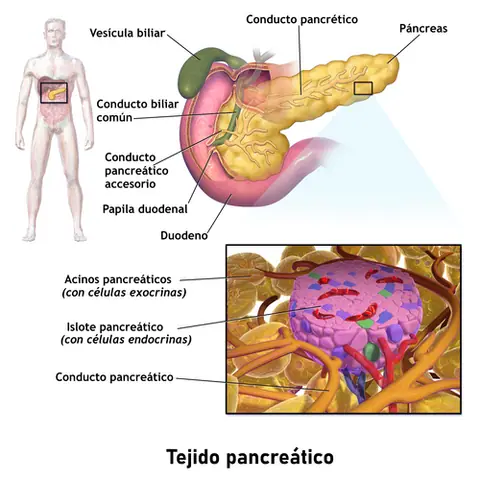 Conducto pancrético
Páncreas
Vesícula biliar
Conducto biliar
común
Conducto
pancreático
accesorio
Papila duodenal
Duodeno
Acinos pancreáticos
(con células exocrinas)
Islote pancreático
(con células endocrinas)
Conducto pancreático
Tejido pancreático